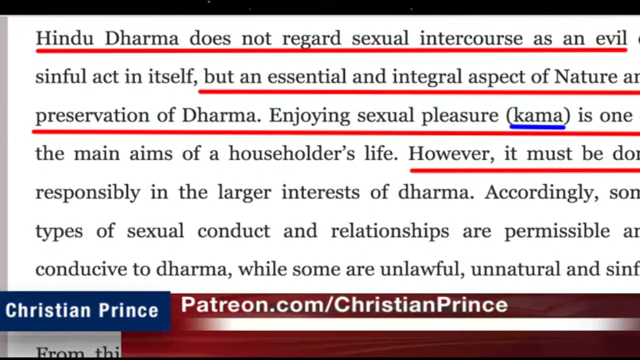 Hindu Dharma does not regard sexual intercourse as an evil
sinful act in itself, but an essential and integral aspect of Nature
preservation of Dharma. Enjoying sexual pleasure (kama) is one
the main aims of a householder's life. However, it must be
responsibly in the larger interests of dharma. Accordingly,
types of sexual conduct and relationships are permissible
conducive to dharma, while some are unlawful, unnatural and
Christian Prince
Patreon.com/ChristianPrince
From